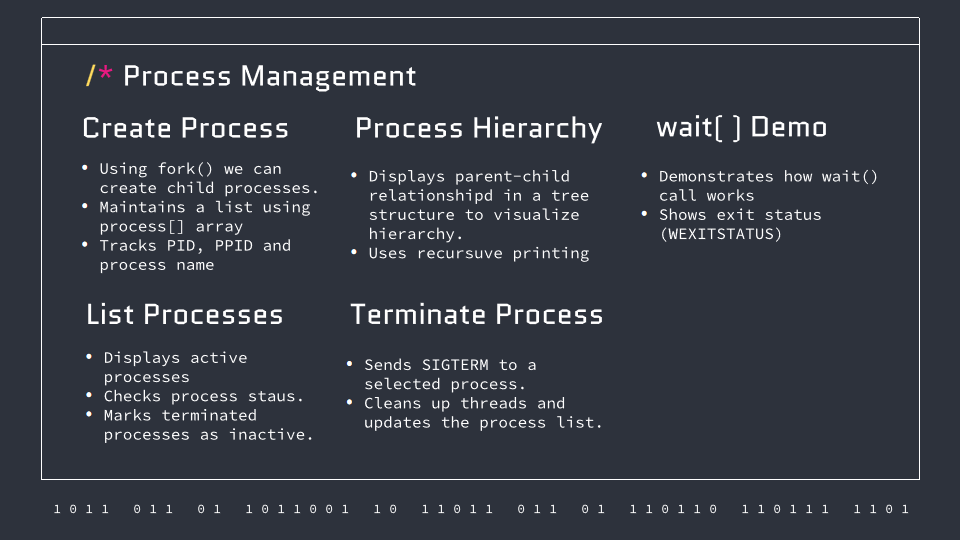 /* Process Management
Create Process
• Using fork() we can
create child processes.
• Maintains a list using
process[] array
• Tracks PID, PPID and
process name
Process Hierarchy
• Displays parent-child
relationshipd in a tree
structure to visualize
hierarchy.
• Uses recursuve printing
wait( ) Demo
• Demonstrates how wait()
call works
• Shows exit status
(WEXITSTATUS)
List Processes
• Displays active
processes
• Checks process staus.
• Marks terminated
processes as inactive.
Terminate Process
• Sends SIGTERM to a
selected process.
• Cleans up threads and
updates the process list.
1011 011 01 1011001 10 11011 011 01 110110 110111 1101